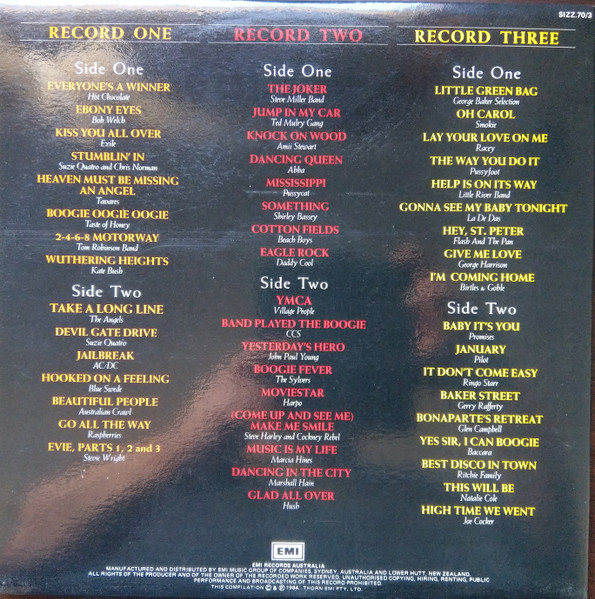 SIZZ.70/3
RECORD ONE
Side One
EVERYONE'S A WINNER
Hot Chocolate
EBONY EYES
Bob Welch
KISS YOU ALL OVER
Exile
STUMBLIN' IN
Suzie Quatro and Chris Norman
HEAVEN MUST BE MISSING
AN ANGEL
Tavares
BOOGIE OOGIE OOGIE
Taste of Honey
2-4-6-8 MOTORWAY
Tom Robinson Band
WUTHERING HEIGHTS
Kate Bush
Side Two
TAKE A LONG LINE
The Angels
DEVIL GATE DRIVE
Suzie Quatro
JAILBREAK
AC/DC
HOOKED ON A FEELING
Blue Swede
BEAUTIFUL PEOPLE
Australian Crawl
GO ALL THE WAY
Raspberries
EVIE, PARTS 1, 2 and 3
Stevie Wright
RECORD TWO
Side One
THE JOKER
Steve Miller Band
JUMP IN MY CAR
Ted Mulry Gang
KNOCK ON WOOD
Amii Stewart
DANCING QUEEN
Abba
MISSISSIPPI
Pussycat
SOMETHING
Shirley Bassey
COTTON FIELDS
Beach Boys
EAGLE ROCK
Daddy Cool
Side Two
YMCA
Village People
BAND PLAYED THE BOOGIE
CCS
YESTERDAY'S HERO
John Paul Young
BOOGIE FEVER
The Sylvers
MOVIESTAR
Harpo
(COME UP AND SEE ME)
MAKE ME SMILE
Steve Harley and Cockney Rebel
MUSIC IS MY LIFE
Marcia Hines
DANCING IN THE CITY
Marshall Hain
GLAD ALL OVER
Hush
RECORD THREE
Side One
LITTLE GREEN BAG
George Baker Selection
OH CAROL
Smokie
LAY YOUR LOVE ON ME
Racey
THE WAY YOU DO IT
Pussyfoot
HELP IS ON ITS WAY
Little River Band
GONNA SEE MY BABY TONIGHT
La De Das
HEY, ST. PETER
Flash And The Pan
GIVE ME LOVE
George Harrison
I'M COMING HOME
Birtles & Goble
Side Two
BABY IT'S YOU
Promises
JANUARY
Pilot
IT DON'T COME EASY
Ringo Starr
BAKER STREET
Gerry Rafferty
BONAPARTE'S RETREAT
Glen Campbell
YES SIR, I CAN BOOGIE
Baccara
BEST DISCO IN TOWN
Ritchie Family
THIS WILL BE
Natalie Cole
HIGH TIME WE WENT
Joe Cocker
EMI
EMI RECORDS AUSTRALIA
MANUFACTURED AND DISTRIBUTED BY EMI MUSIC GROUP OF COMPANIES. SYDNEY, AUSTRALIA AND LOWER HUTT, NEW ZEALAND.
ALL RIGHTS OF THE PRODUCER AND OF THE OWNER OF THE RECORDED WORK RESERVED. UNAUTHORISED COPYING, HIRING, RENTING, PUBLIC
PERFORMANCE AND BROADCASTING OF THIS RECORD PROHIBITED.
THIS COMPILATION © & ℗ 1984. THORN EMI PTY. LTD.